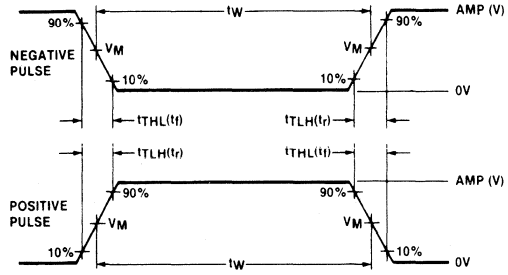 tW
AMP (V)
90%
90%
NEGATIVE
PULSE
VM
VM
10%
10%
0V
tTHL(tf)
tTLH(tr)
tTLH(tr)
tTHL(tf)
AMP (V)
90%
90%
POSITIVE
PULSE
VM
VM
10%
10%
tW
0V